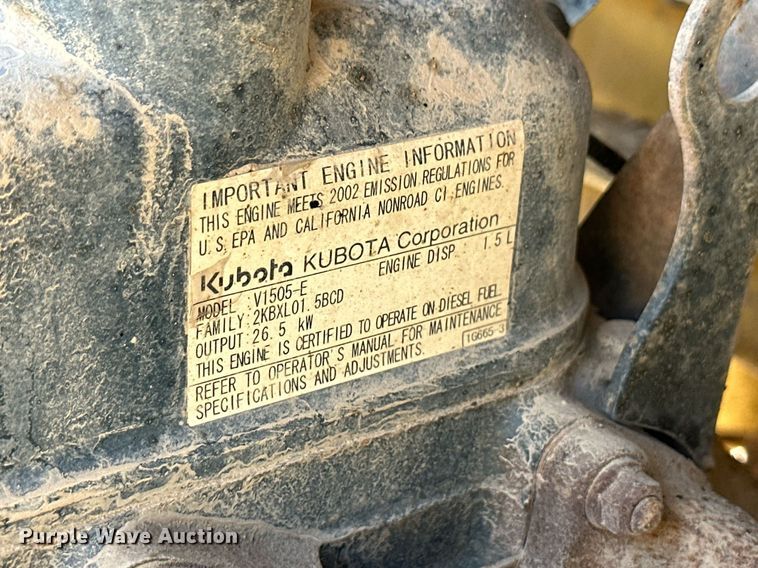 IMPORTANT ENGINE INFORMATION
THIS ENGINE MEETS 2002 EMISSION REGULATIONS FOR
U.S. EPA AND CALIFORNIA NONROAD CI ENGINES.
Kubota KUBOTA Corporation
MODEL: V1505-E ENGINE DISP. 1.5 L
FAMILY: 2KBXL01.5BCD
OUTPUT: 26.5 kW
THIS ENGINE IS CERTIFIED TO OPERATE ON DIESEL FUEL
REFER TO OPERATOR'S MANUAL FOR MAINTENANCE
SPECIFICATIONS AND ADJUSTMENTS.
1G665-3
Purple Wave Auction